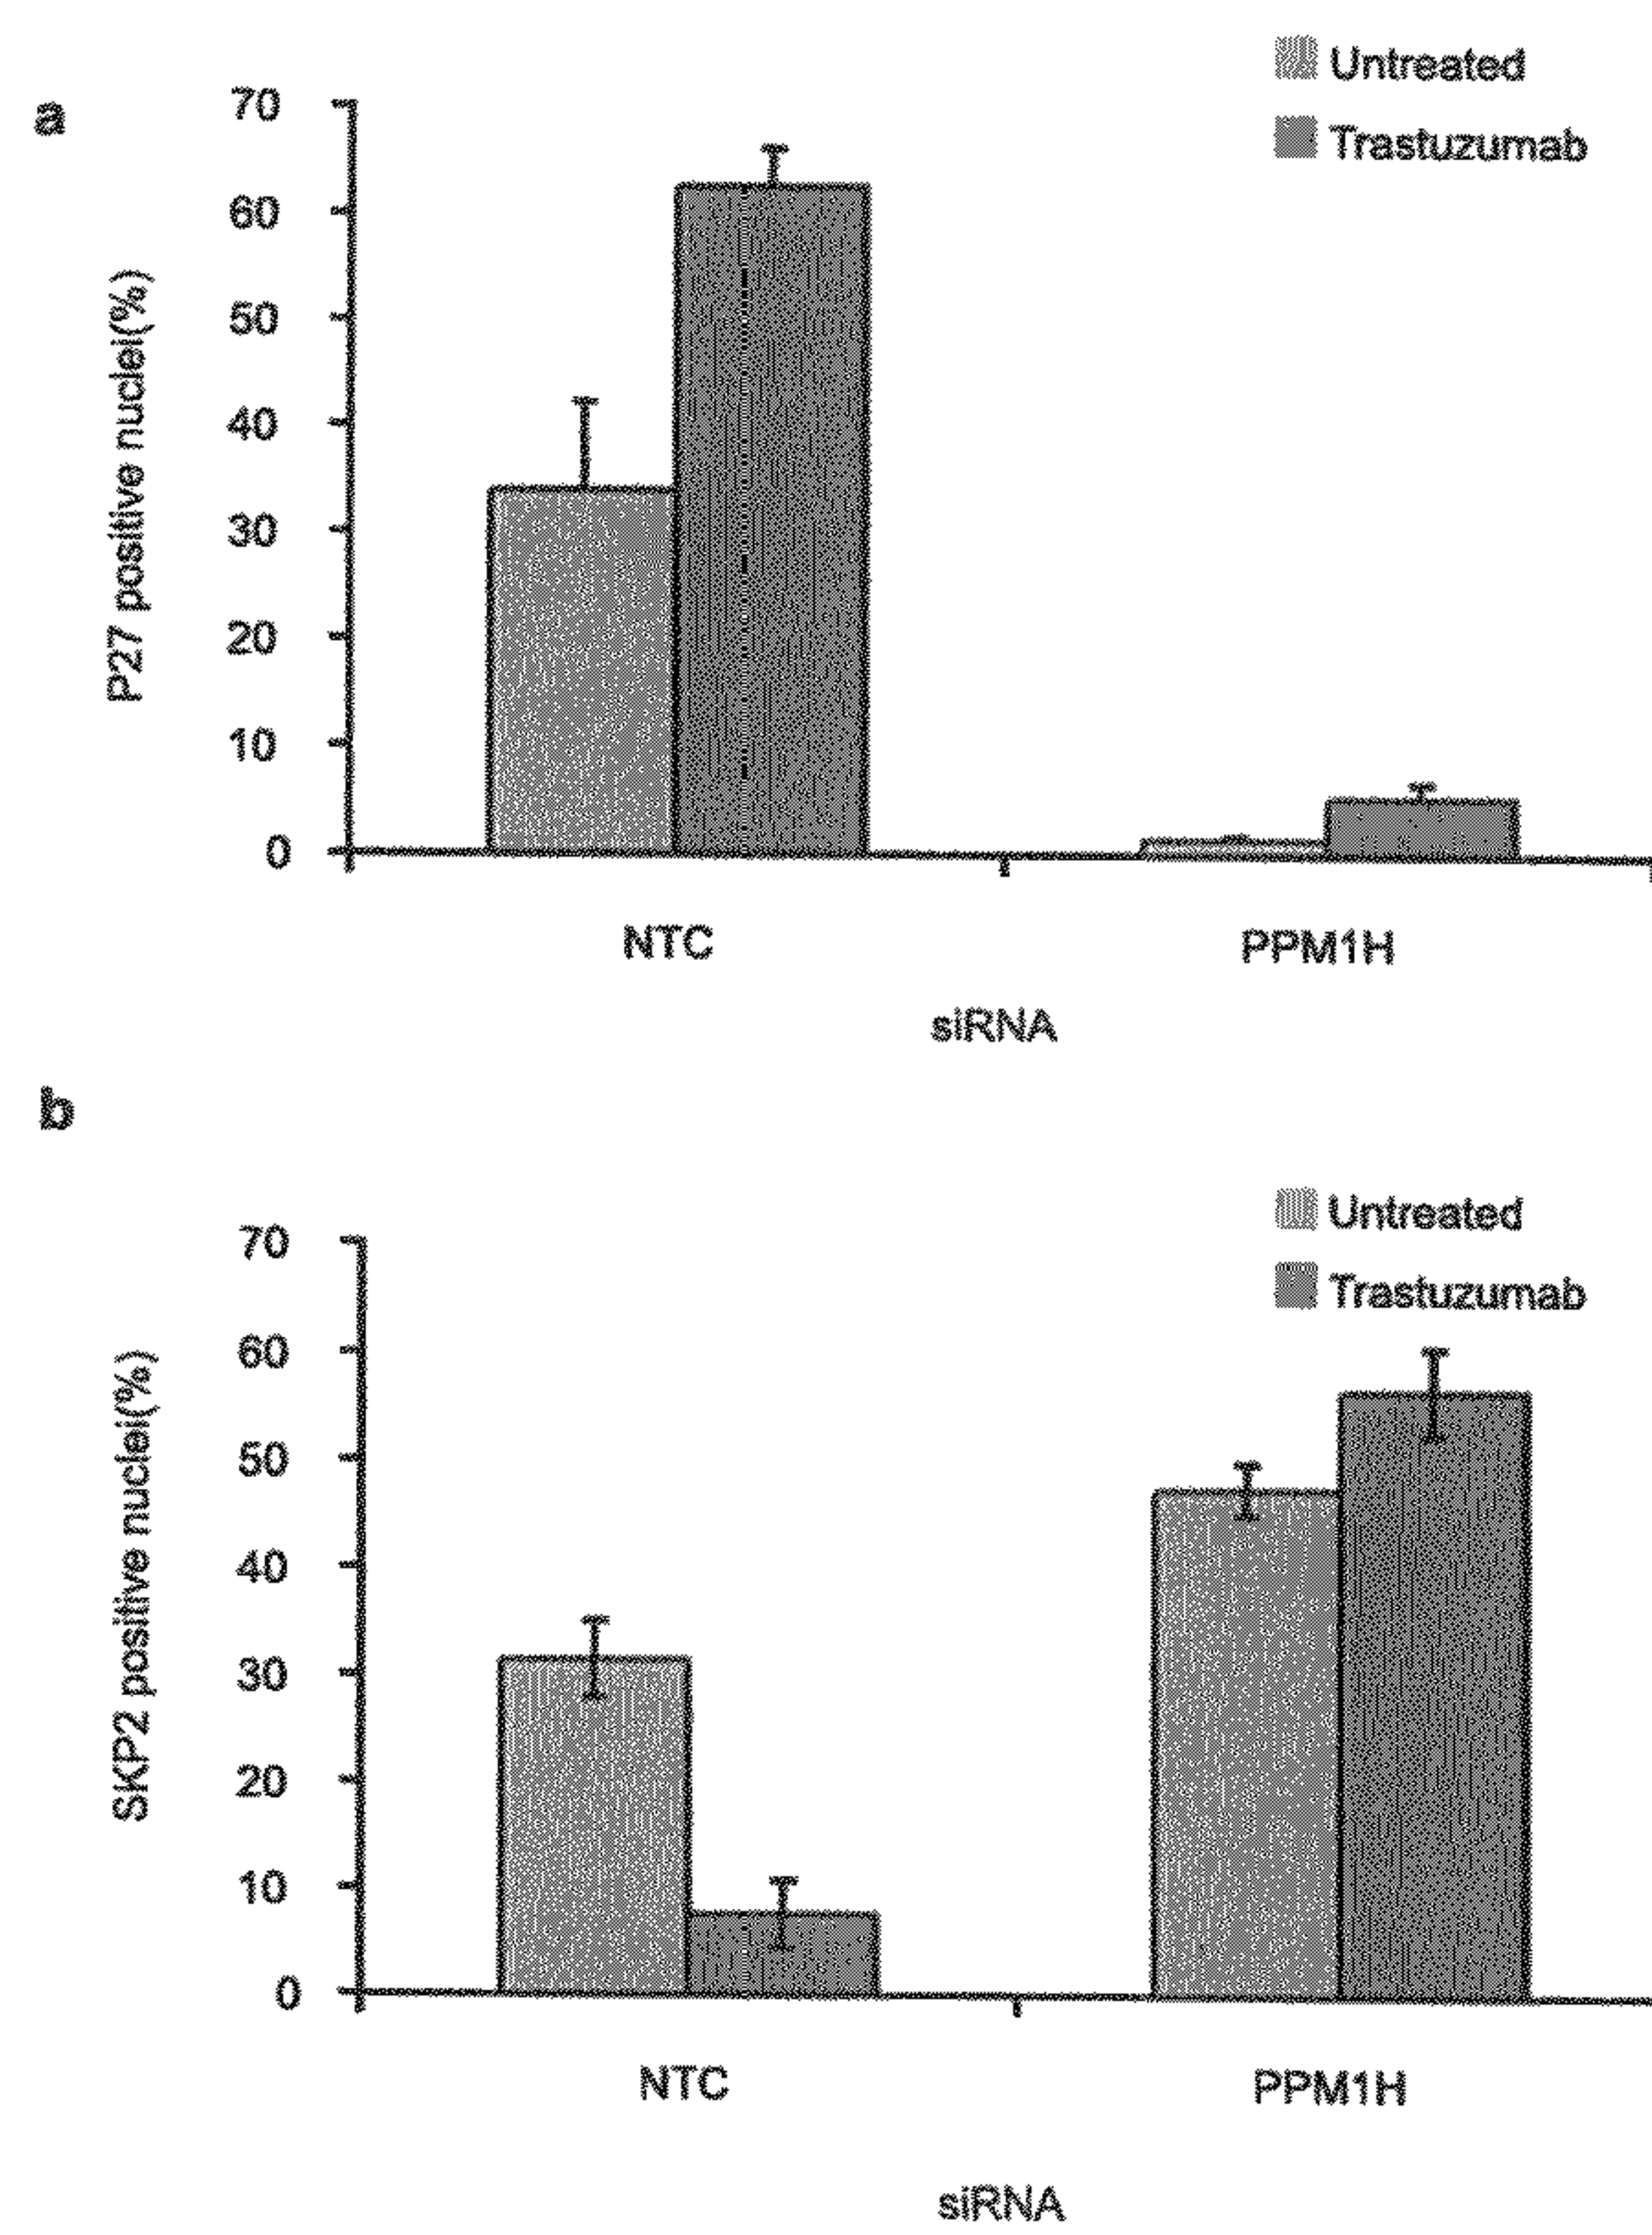 a
Untreated
Trastuzumab
P27 positive nuclei(%)
70
60
50
40
30
20
10
0
NTC
PPM1H
siRNA
b
Untreated
Trastuzumab
SKP2 positive nuclei(%)
70
60
50
40
30
20
10
0
NTC
PPM1H
siRNA